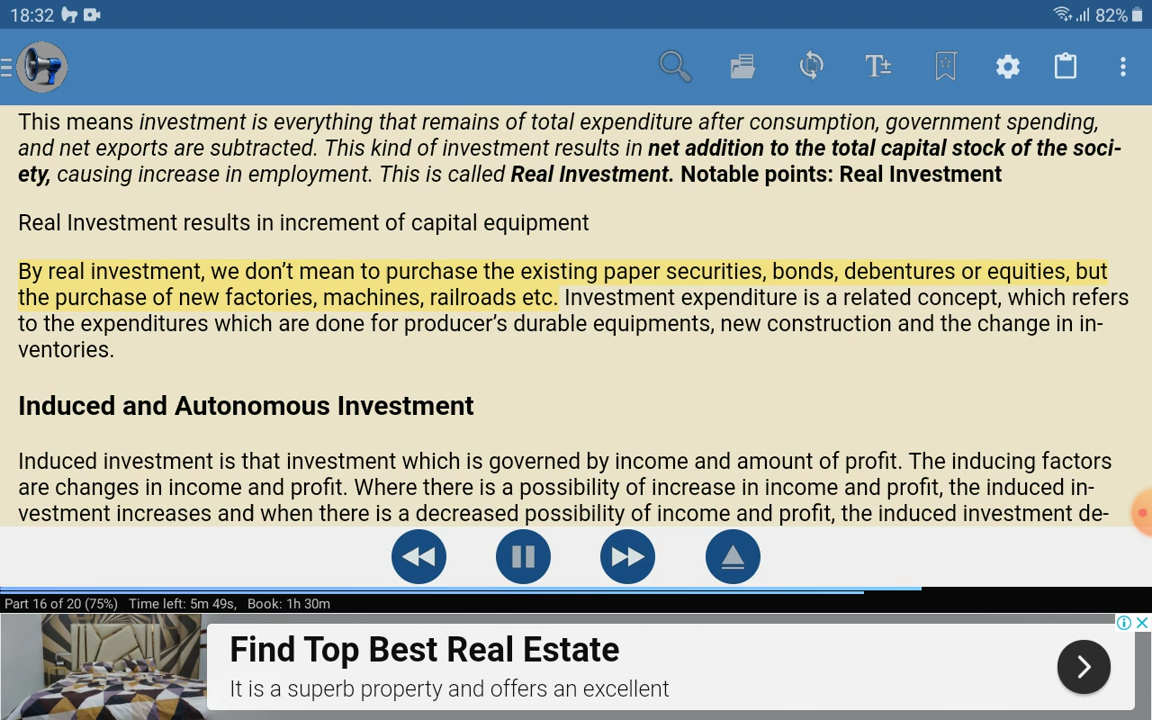 18:32
82%
T±
This means investment is everything that remains of total expenditure after consumption, government spending,
and net exports are subtracted. This kind of investment results in net addition to the total capital stock of the soci-
ety, causing increase in employment. This is called Real Investment. Notable points: Real Investment
Real Investment results in increment of capital equipment
By real investment, we don’t mean to purchase the existing paper securities, bonds, debentures or equities, but
the purchase of new factories, machines, railroads etc. Investment expenditure is a related concept, which refers
to the expenditures which are done for producer’s durable equipments, new construction and the change in in-
ventories.
Induced and Autonomous Investment
Induced investment is that investment which is governed by income and amount of profit. The inducing factors
are changes in income and profit. Where there is a possibility of increase in income and profit, the induced in-
vestment increases and when there is a decreased possibility of income and profit, the induced investment de-
Part 16 of 20 (75%) Time left: 5m 49s, Book: 1h 30m
Find Top Best Real Estate
It is a superb property and offers an excellent